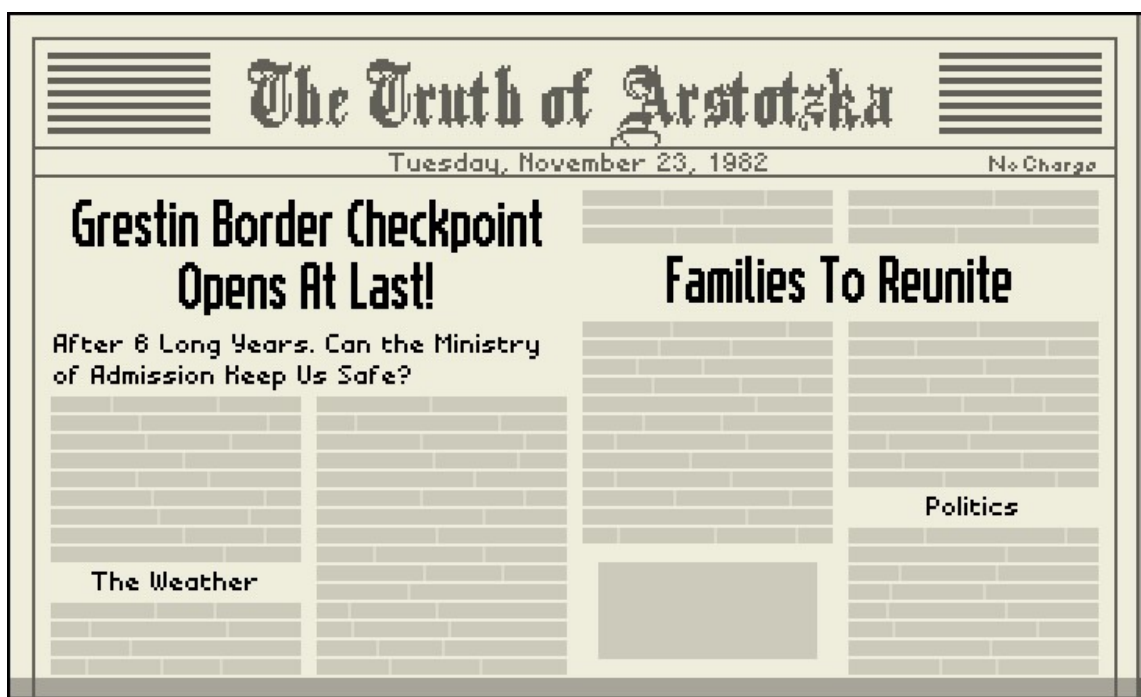 The Truth of Arstotzka
Tuesday, November 23, 1982
No Charge
Grestin Border Checkpoint
Opens At Last!
After 6 Long Years. Can the Ministry
of Admission Keep Us Safe?
The Weather
Families To Reunite
Politics